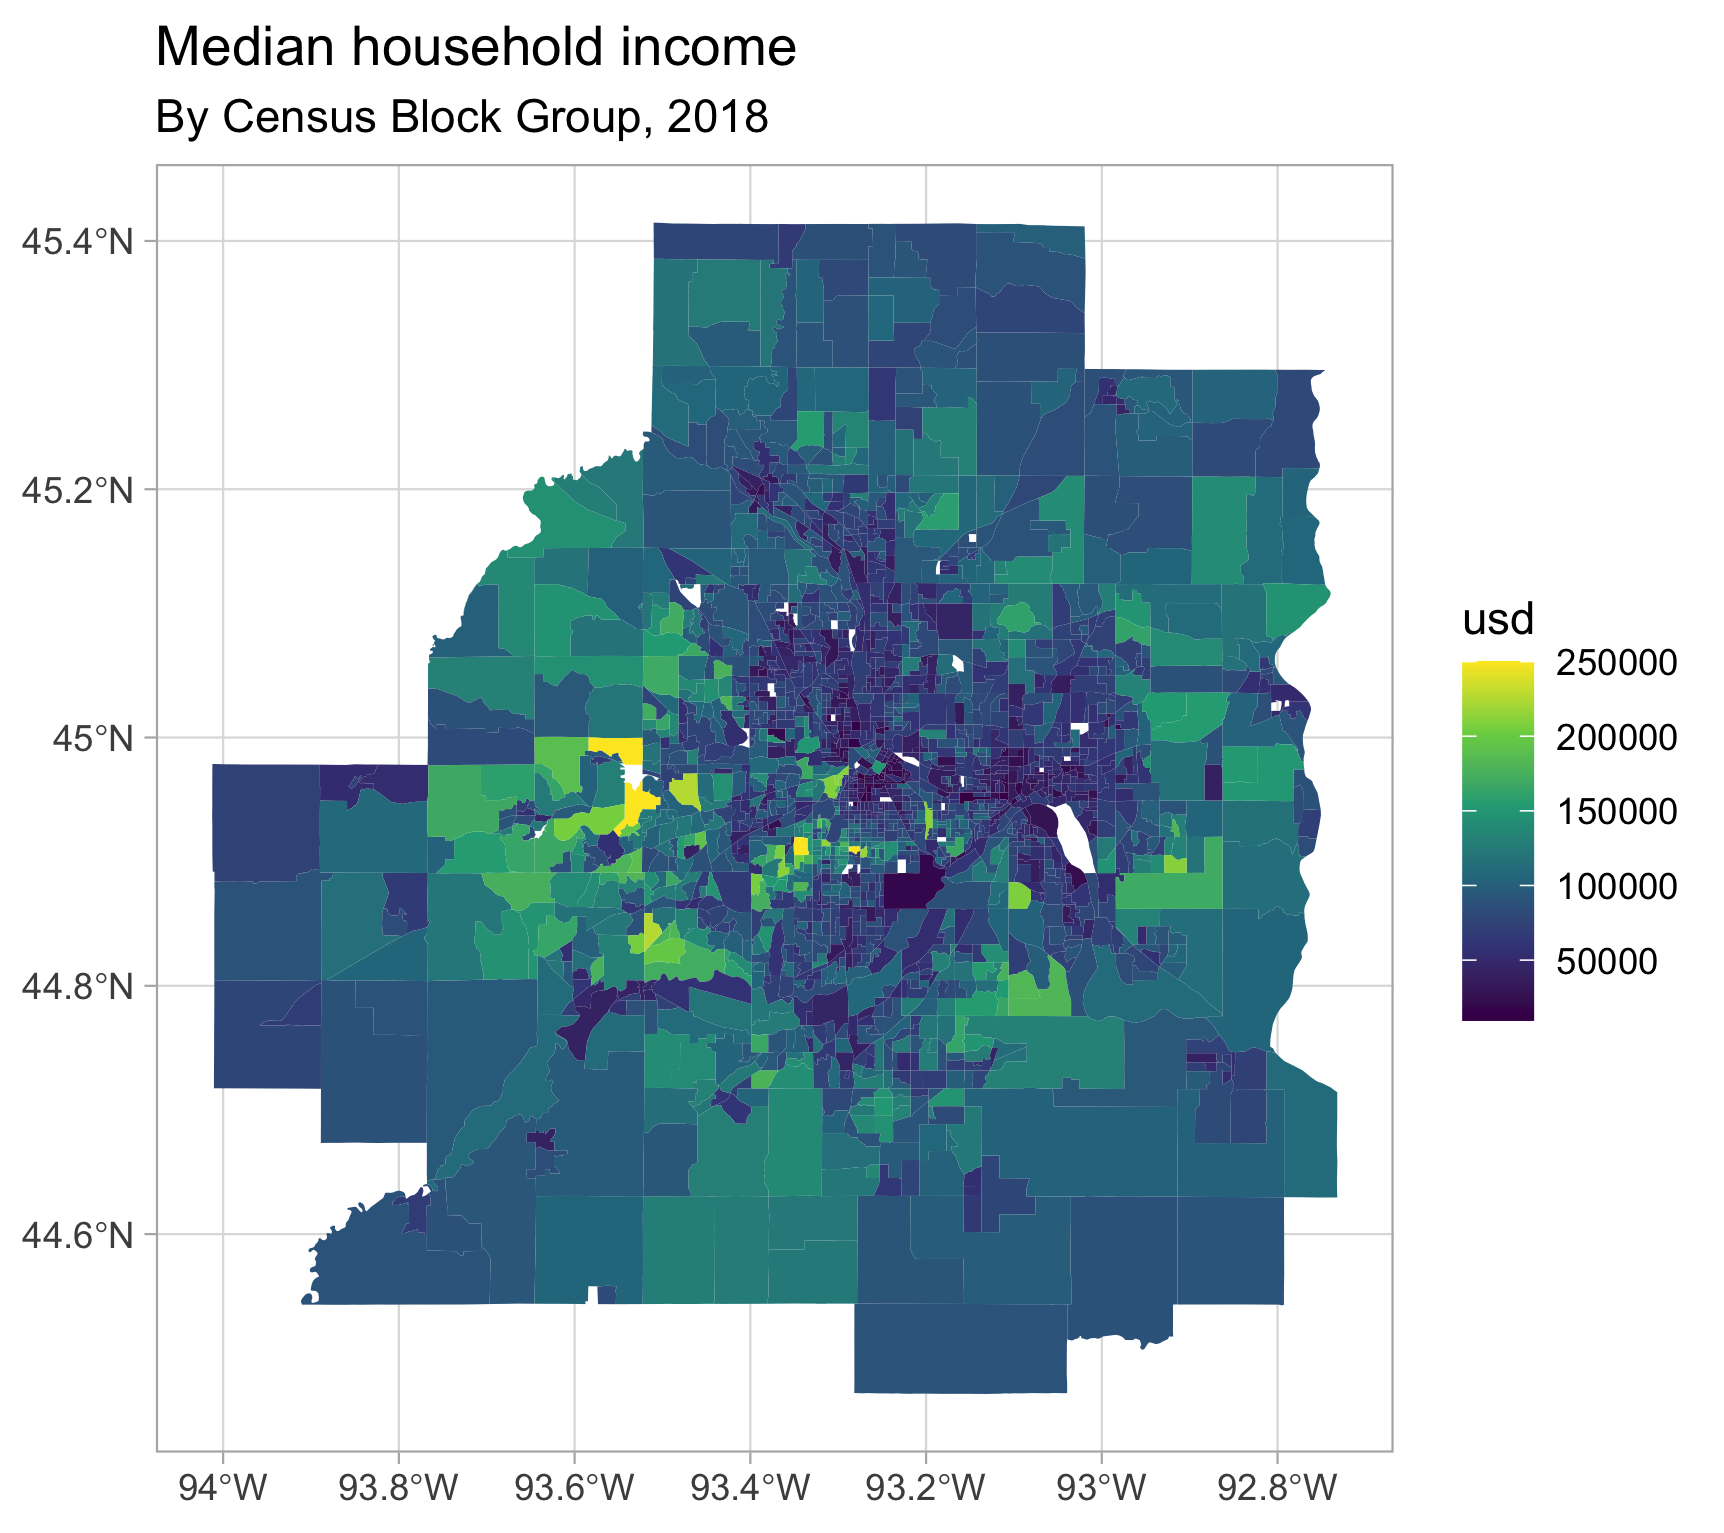 Median household income
By Census Block Group, 2018
45.4°N
45.2°N
45°N
44.8°N
44.6°N
94°W 93.8°W 93.6°W 93.4°W 93.2°W 93°W 92.8°W
usd
250000
200000
150000
100000
50000